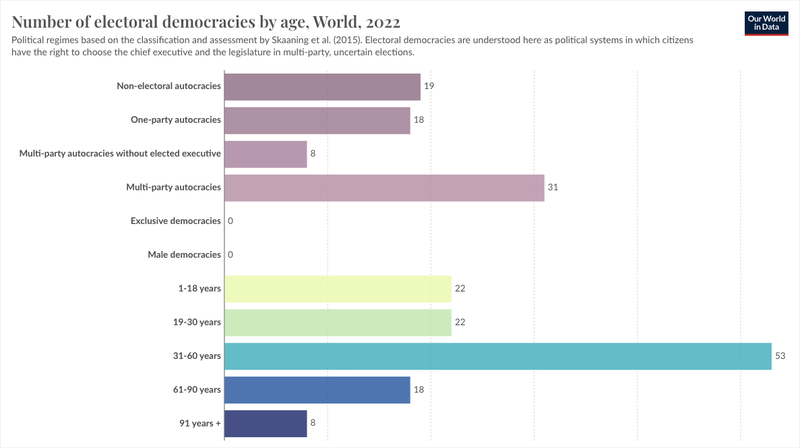 Number of electoral democracies by age, World, 2022
Our World
in Data
Political regimes based on the classification and assessment by Skaaning et al. (2015). Electoral democracies are understood here as political systems in which citizens
have the right to choose the chief executive and the legislature in multi-party, uncertain elections.
Non-electoral autocracies 19
One-party autocracies 18
Multi-party autocracies without elected executive 8
Multi-party autocracies 31
Exclusive democracies 0
Male democracies 0
1-18 years 22
19-30 years 22
31-60 years 53
61-90 years 18
91 years + 8